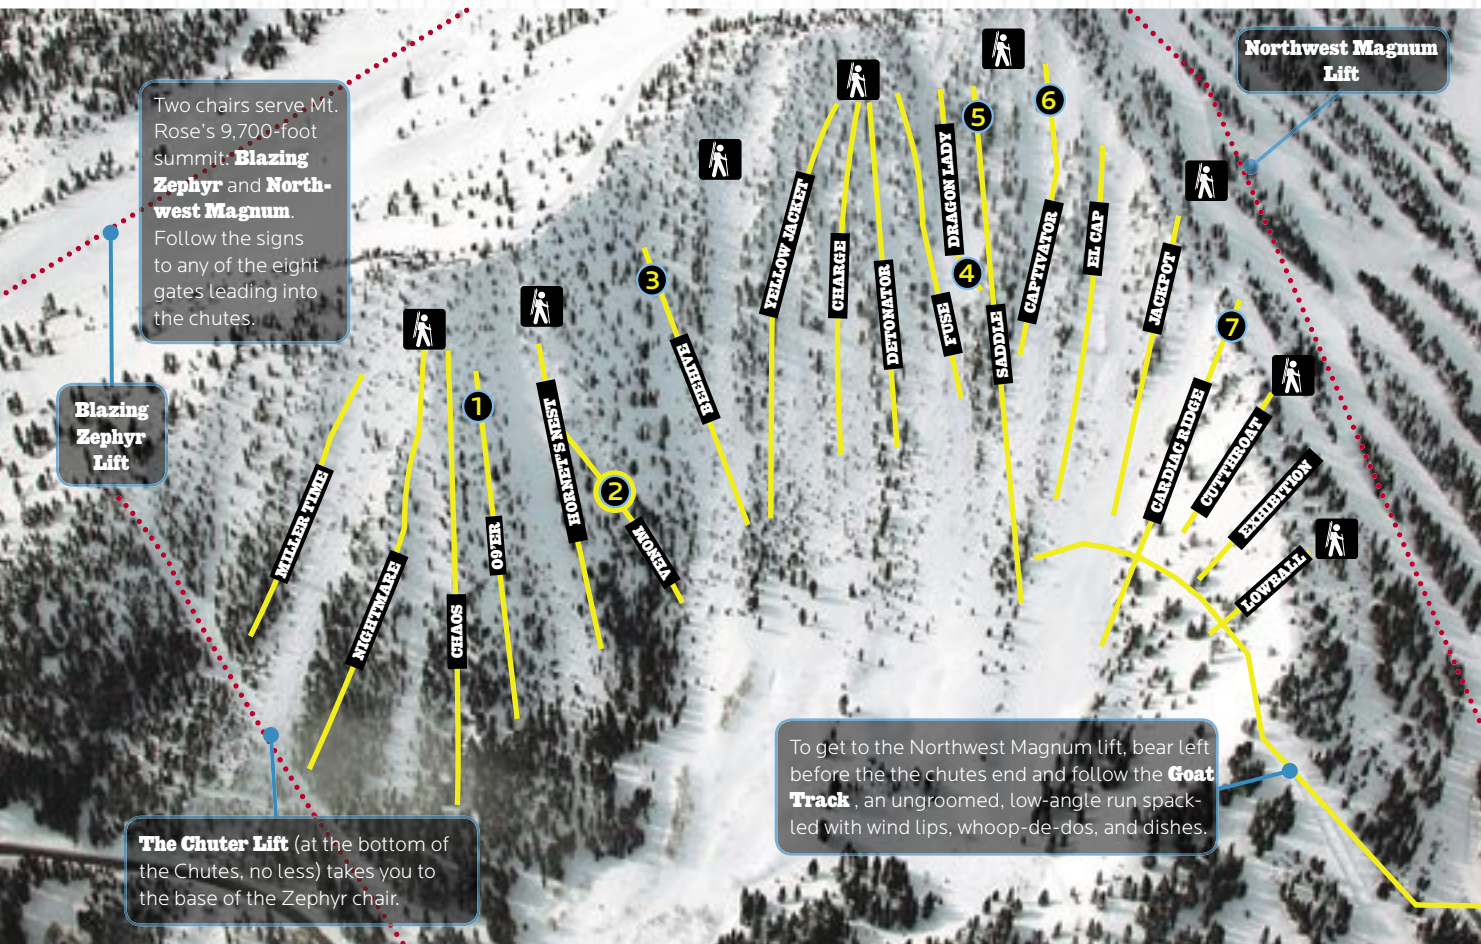 Northwest Magnum
Lift
Two chairs serve Mt.
Rose's 9,700-foot
summit: Blazing
Zephyr and North-
west Magnum.
Follow the signs
to any of the eight
gates leading into
the chutes.
Blazing
Zephyr
Lift
MILLER TIME
NIGHTMARE
CHAOS
1
09'ER
HORNET'S NEST
2
VENOM
3
BEEHIVE
YELLOW JACKET
CHARGE
DETONATOR
FUSE
DRAGON LADY
4
5
SADDLE
6
CAPTIVATOR
EL CAP
JACKPOT
7
CARDIAC RIDGE
CUTTHROAT
EXHIBITION
LOWBALL
To get to the Northwest Magnum lift, bear left
before the the chutes end and follow the Goat
Track , an ungroomed, low-angle run spack-
led with wind lips, whoop-de-dos, and dishes.
The Chuter Lift (at the bottom of
the Chutes, no less) takes you to
the base of the Zephyr chair.